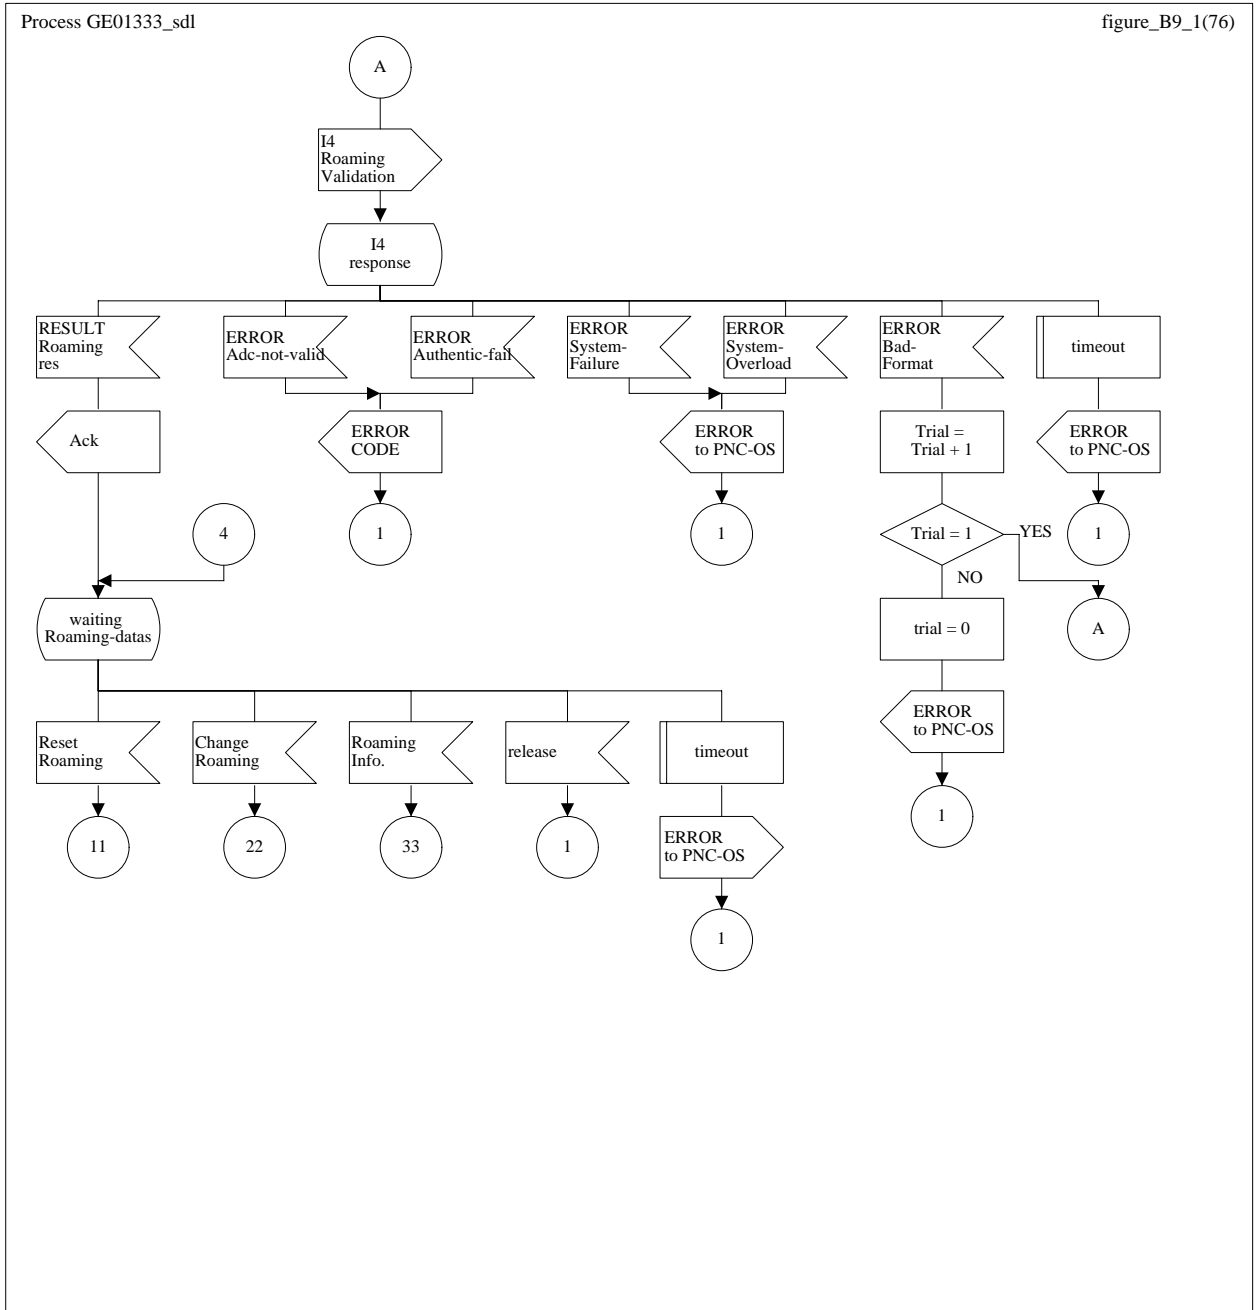 Process GE01333_sdl
figure_B9_1(76)
A
I4
Roaming
Validation
I4
response
RESULT
Roaming
res
ERROR
Adc-not-valid
ERROR
Authentic-fail
ERROR
System-
Failure
ERROR
System-
Overload
ERROR
Bad-
Format
timeout
Ack
ERROR
CODE
ERROR
to PNC-OS
Trial =
Trial + 1
ERROR
to PNC-OS
4
1
1
Trial = 1
YES
1
NO
waiting
Roaming-datas
trial = 0
A
ERROR
to PNC-OS
Reset
Roaming
Change
Roaming
Roaming
Info.
release
timeout
1
11
22
33
1
ERROR
to PNC-OS
1